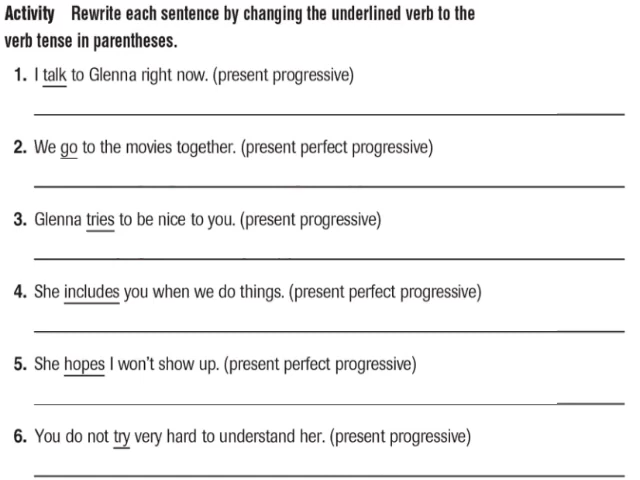 Activity Rewrite each sentence by changing the underlined verb to the
verb tense in parentheses.
1. I talk to Glenna right now. (present progressive)
2. We go to the movies together. (present perfect progressive)
3. Glenna tries to be nice to you. (present progressive)
4. She includes you when we do things. (present perfect progressive)
5. She hopes I won't show up. (present perfect progressive)
6. You do not try very hard to understand her. (present progressive)